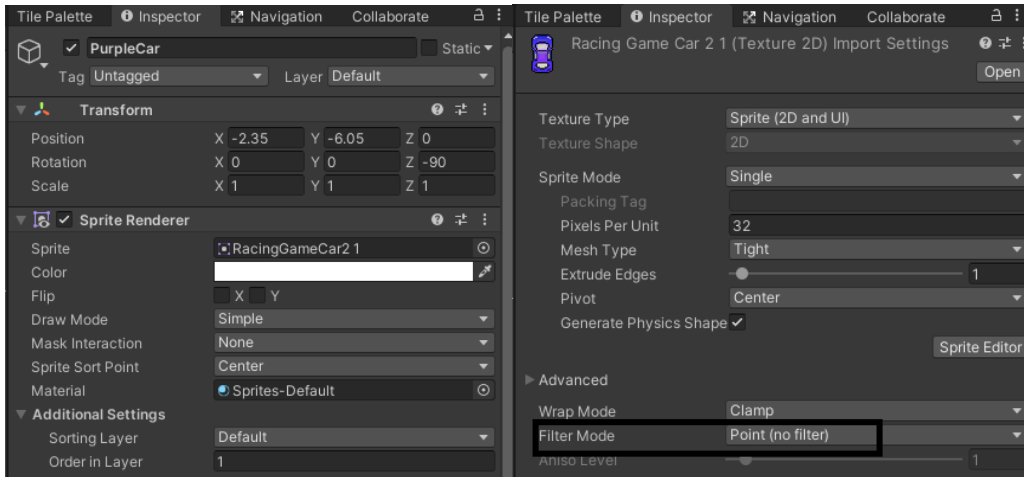 Tile Palette Inspector Navigation Collaborate
PurpleCar Static
Tag Untagged Layer Default
Transform
Position X -2.35 Y -6.05 Z 0
Rotation X 0 Y 0 Z -90
Scale X 1 Y 1 Z 1
Sprite Renderer
Sprite RacingGameCar2 1
Color
Flip X Y
Draw Mode Simple
Mask Interaction None
Sprite Sort Point Center
Material Sprites-Default
Additional Settings
Sorting Layer Default
Order in Layer 1
Tile Palette Inspector Navigation Collaborate
Racing Game Car 2 1 (Texture 2D) Import Settings
Open
Texture Type Sprite (2D and UI)
Texture Shape 2D
Sprite Mode Single
Packing Tag
Pixels Per Unit 32
Mesh Type Tight
Extrude Edges 1
Pivot Center
Generate Physics Shape
Sprite Editor
Advanced
Wrap Mode Clamp
Filter Mode Point (no filter)
Aniso Level 1